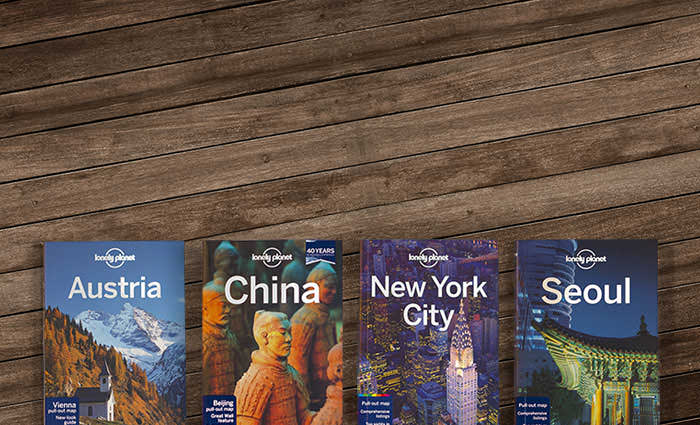 lonely planet
Austria
Vienna
pull-out map
New-look
guide
lonely planet
40 YEARS
China
Beijing
pull-out map
Great Wall
feature
lonely planet
New York
City
Pull-out map
Comprehensive
listings
lonely planet
Seoul
Pull-out map
Comprehensive
listings